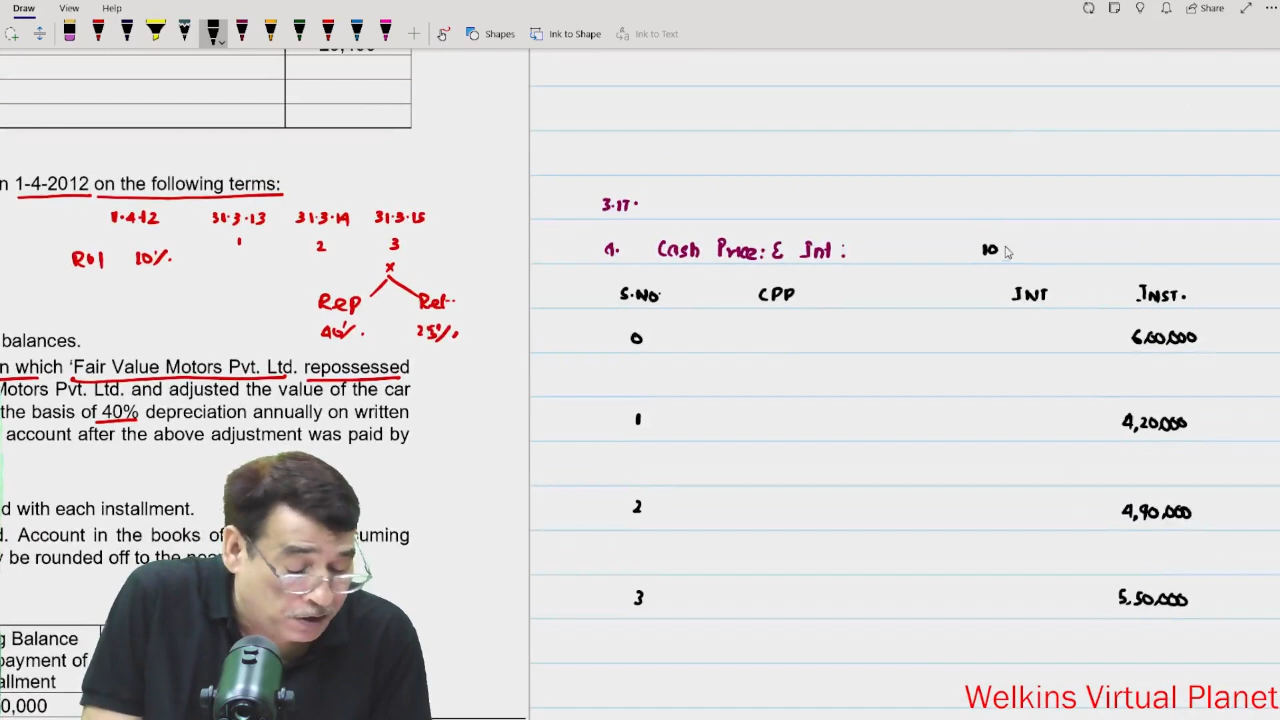 Draw View Help
Share
Shapes Ink to Shape Ink to Text
n 1-4-2012 on the following terms:
1·4·12 31·3·13 31·3·14 31·3·15
1 2 3
ROI 10%.
x
Rep Ret
40%. 25%.
balances.
n which ‘Fair Value Motors Pvt. Ltd. repossessed
Motors Pvt. Ltd. and adjusted the value of the car
the basis of 40% depreciation annually on written
account after the above adjustment was paid by
d with each installment.
d. Account in the books of uming
y be rounded off to the
g Balance
payment of
allment
0,000
3.17.
Cash Price: & Int: 10
S.No. CPP INT INST.
0 6,00,000
1 4,20,000
2 4,90,000
3 5,50,000
Welkins Virtual Planet